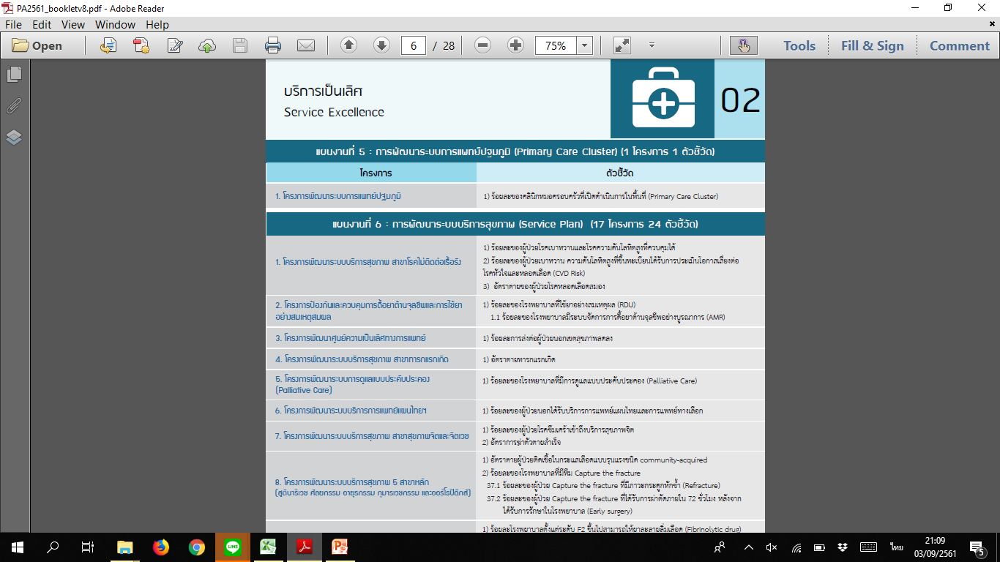 PA2561_bookletv8.pdf - Adobe Reader
File Edit View Window Help
Open 6 / 28 75% Tools Fill & Sign Comment
บริการเป็นเลิศ
Service Excellence
02
แผนงานที่ 5 : การพัฒนาระบบการแพทย์ปฐมภูมิ (Primary Care Cluster) (1 โครงการ 1 ตัวชี้วัด)
โครงการ ตัวชี้วัด
1. โครงการพัฒนาระบบการแพทย์ปฐมภูมิ
1) ร้อยละของคลินิกหมอครอบครัวที่เปิดดำเนินการในพื้นที่ (Primary Care Cluster)
แผนงานที่ 6 : การพัฒนาระบบบริการสุขภาพ (Service Plan) (17 โครงการ 24 ตัวชี้วัด)
1. โครงการพัฒนาระบบบริการสุขภาพ สาขาโรคไม่ติดต่อเรื้อรัง
1) ร้อยละของผู้ป่วยโรคเบาหวานและโรคความดันโลหิตสูงที่ควบคุมได้
2) ร้อยละของผู้ป่วยเบาหวาน ความดันโลหิตสูงที่ขึ้นทะเบียนได้รับการประเมินโอกาสเสี่ยงต่อ
โรคหัวใจและหลอดเลือด (CVD Risk)
3) อัตราตายของผู้ป่วยโรคหลอดเลือดสมอง
2. โครงการป้องกันและควบคุมการดื้อยาต้านจุลชีพและการใช้ยา
อย่างสมเหตุสมผล
1) ร้อยละของโรงพยาบาลที่ใช้ยาอย่างสมเหตุผล (RDU)
1.1 ร้อยละของโรงพยาบาลมีระบบจัดการการดื้อยาต้านจุลชีพอย่างบูรณาการ (AMR)
3. โครงการพัฒนาศูนย์ความเป็นเลิศทางการแพทย์
1) ร้อยละการส่งต่อผู้ป่วยนอกเขตสุขภาพลดลง
4. โครงการพัฒนาระบบบริการสุขภาพ สาขาทารกแรกเกิด
1) อัตราตายทารกแรกเกิด
5. โครงการพัฒนาระบบการดูแลแบบประคับประคอง
(Palliative Care)
1) ร้อยละของโรงพยาบาลที่มีการดูแลแบบประคับประคอง (Palliative Care)
6. โครงการพัฒนาระบบบริการการแพทย์แผนไทยฯ
1) ร้อยละของผู้ป่วยนอกได้รับบริการการแพทย์แผนไทยและการแพทย์ทางเลือก
7. โครงการพัฒนาระบบบริการสุขภาพ สาขาสุขภาพจิตและจิตเวช
1) ร้อยละของผู้ป่วยโรคซึมเศร้าเข้าถึงบริการสุขภาพจิต
2) อัตราการฆ่าตัวตายสำเร็จ
8. โครงการพัฒนาระบบบริการสุขภาพ 5 สาขาหลัก
(สูตินารีเวช ศัลยกรรม อายุรกรรม กุมารเวชกรรม และออร์โธปิดิกส์)
1) อัตราตายผู้ป่วยติดเชื้อในกระแสเลือดแบบรุนแรงชนิด community-acquired
2) ร้อยละของโรงพยาบาลที่มีทีม Capture the fracture
37.1 ร้อยละของผู้ป่วย Capture the fracture ที่มีภาวะกระดูกหักซ้ำ (Refracture)
37.2 ร้อยละของผู้ป่วย Capture the fracture ที่ได้รับการผ่าตัดภายใน 72 ชั่วโมง หลังจาก
ได้รับการรักษาในโรงพยาบาล (Early surgery)
1) ร้อยละโรงพยาบาลตั้งแต่ระดับ F2 ขึ้นไปสามารถให้ยาละลายลิ่มเลือด (Fibrinolytic drug)
LINE
ไทย
21:09
03/09/2561
5